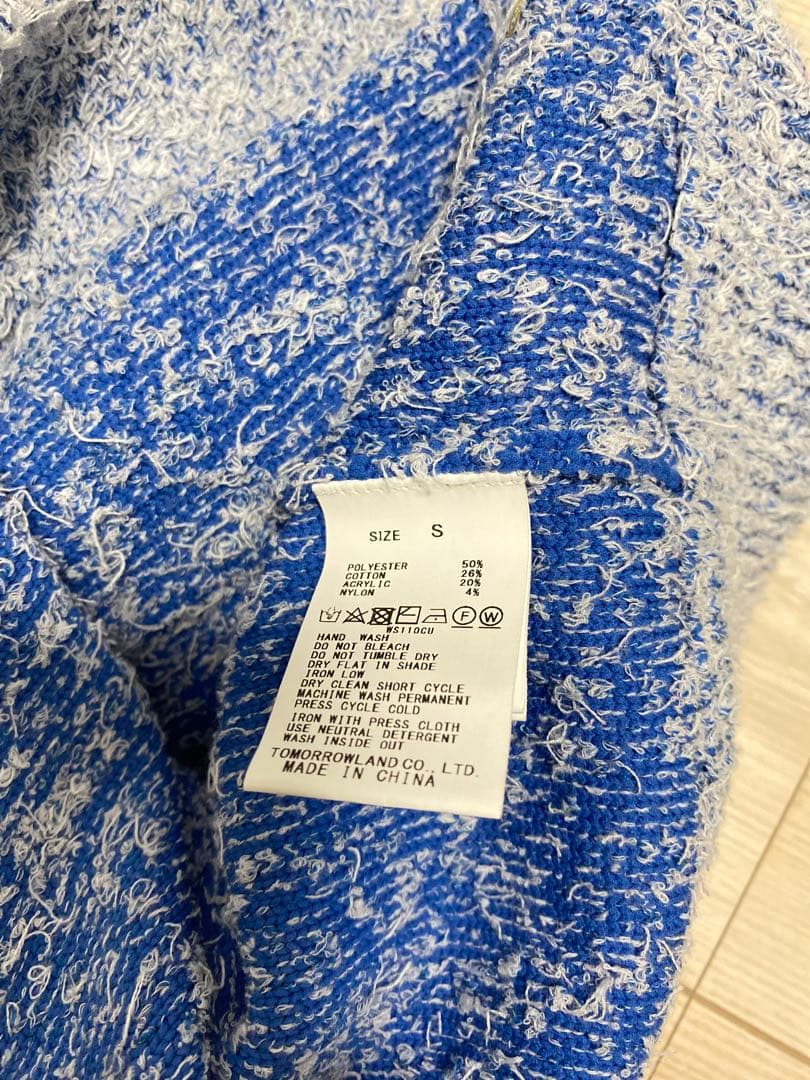 SIZE S
POLYESTER 50%
COTTON 26%
ACRYLIC 20%
NYLON 4%
F W
WS110CU
HAND WASH
DO NOT BLEACH
DO NOT TUMBLE DRY
DRY FLAT IN SHADE
IRON LOW
DRY CLEAN SHORT CYCLE
MACHINE WASH PERMANENT
PRESS CYCLE COLD
IRON WITH PRESS CLOTH
USE NEUTRAL DETERGENT
WASH INSIDE OUT
TOMORROWLAND CO., LTD.
MADE IN CHINA